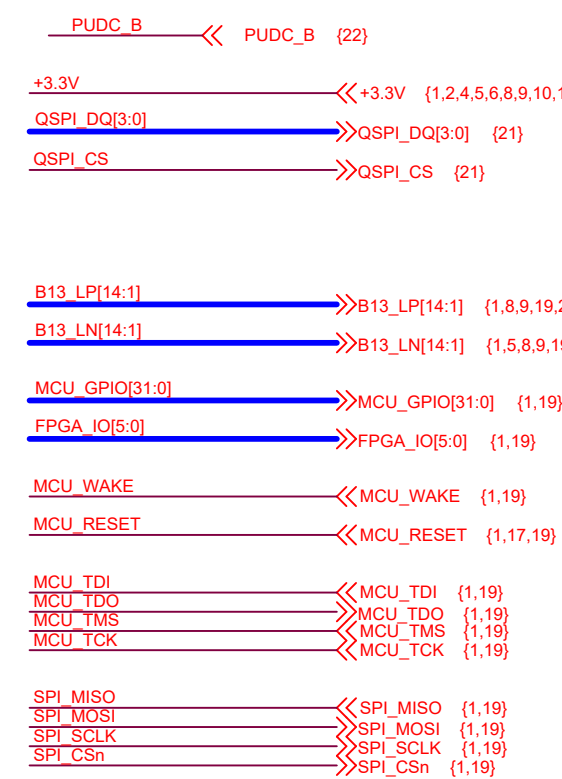 PUDC_B PUDC_B {22}
+3.3V +3.3V {1,2,4,5,6,8,9,10,1
QSPI_DQ[3:0] QSPI_DQ[3:0] {21}
QSPI_CS QSPI_CS {21}
B13_LP[14:1] B13_LP[14:1] {1,8,9,19,2
B13_LN[14:1] B13_LN[14:1] {1,5,8,9,19
MCU_GPIO[31:0] MCU_GPIO[31:0] {1,19}
FPGA_IO[5:0] FPGA_IO[5:0] {1,19}
MCU_WAKE MCU_WAKE {1,19}
MCU_RESET MCU_RESET {1,17,19}
MCU_TDI MCU_TDI {1,19}
MCU_TDO MCU_TDO {1,19}
MCU_TMS MCU_TMS {1,19}
MCU_TCK MCU_TCK {1,19}
SPI_MISO SPI_MISO {1,19}
SPI_MOSI SPI_MOSI {1,19}
SPI_SCLK SPI_SCLK {1,19}
SPI_CSn SPI_CSn {1,19}